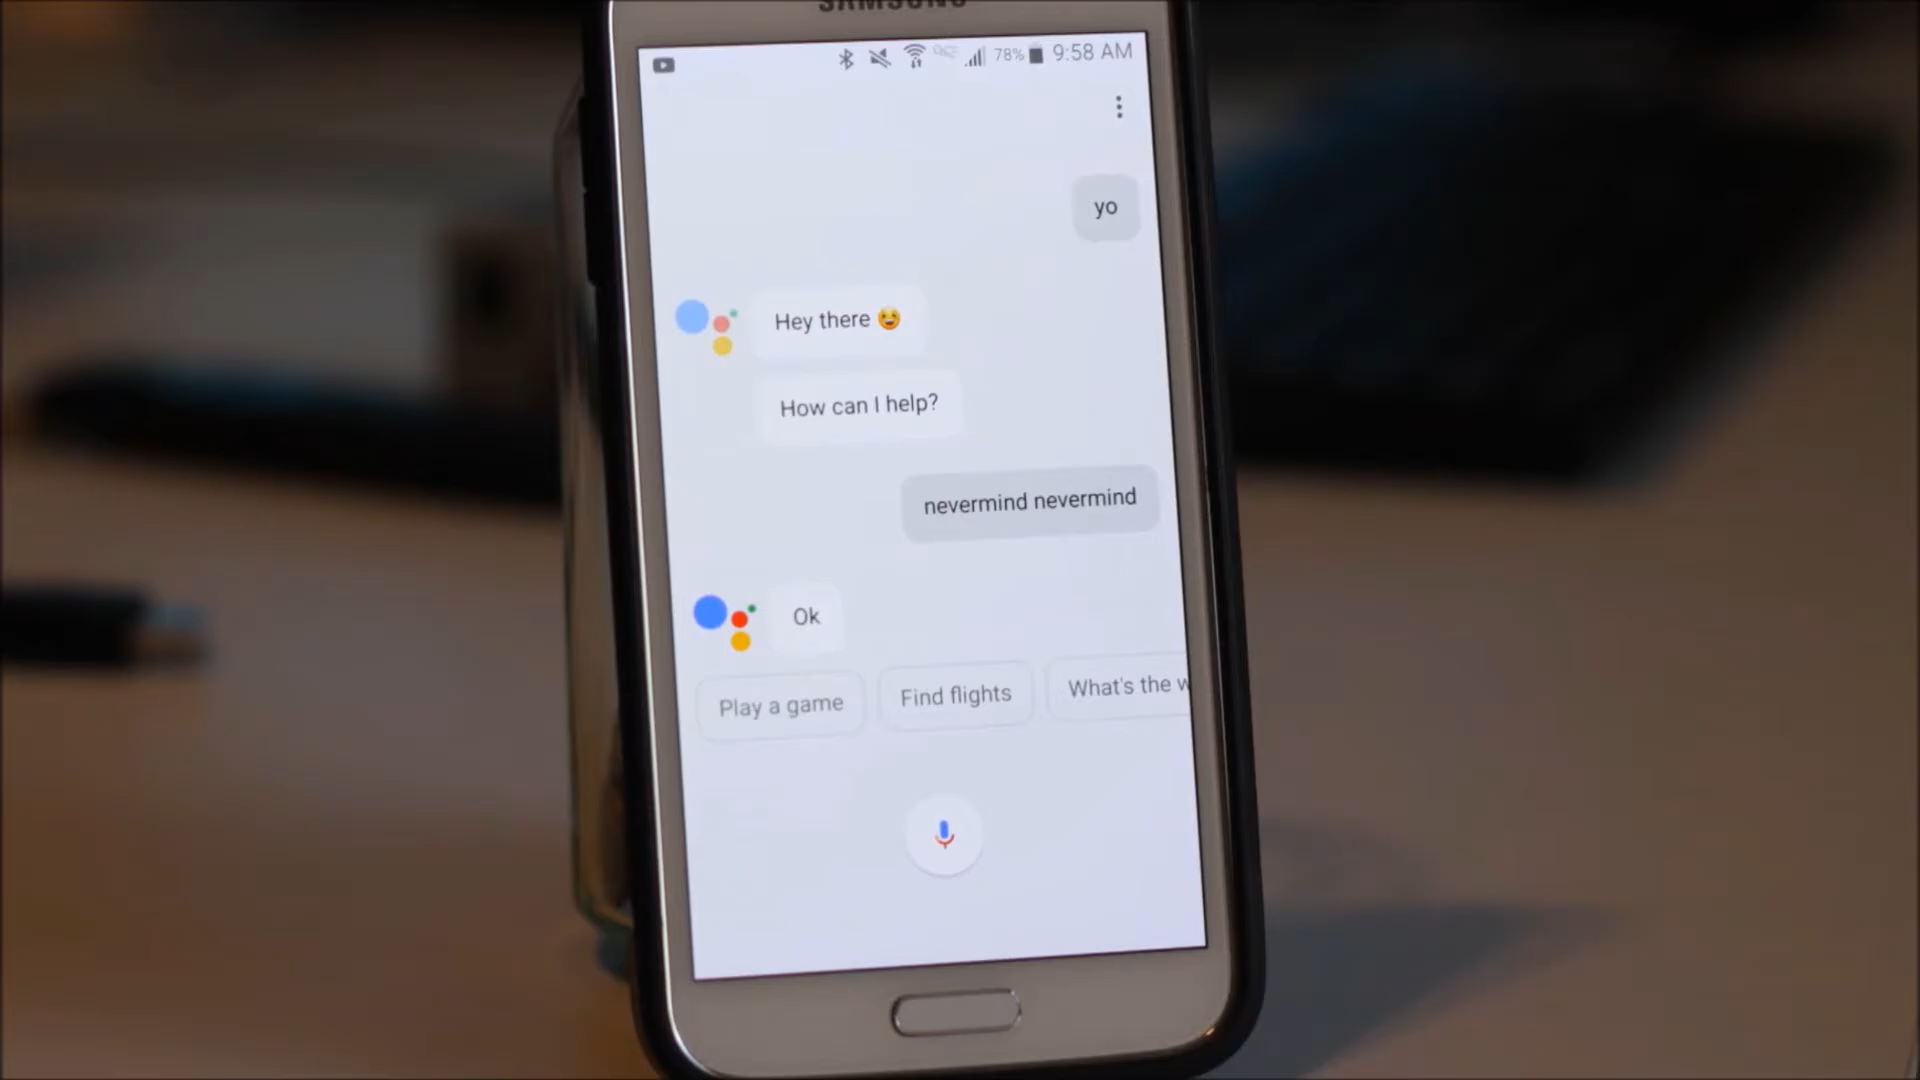 SAMSUNG
78% 9:58 AM
yo
Hey there 😃
How can I help?
nevermind nevermind
Ok
Play a game Find flights What's the w